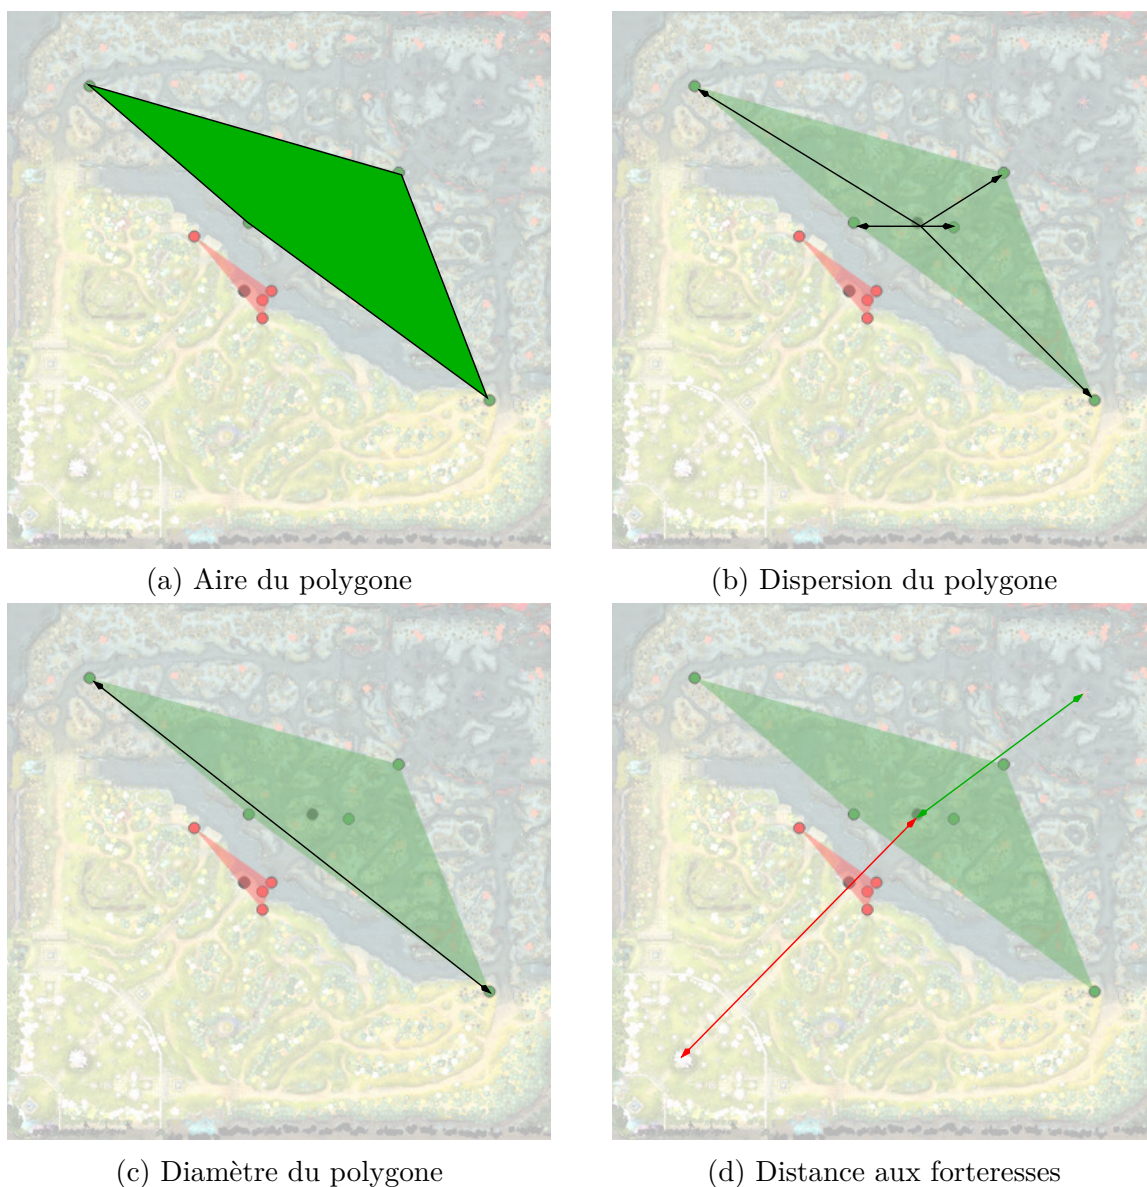 (a) Aire du polygone
(b) Dispersion du polygone
(c) Diamètre du polygone
(d) Distance aux forteresses